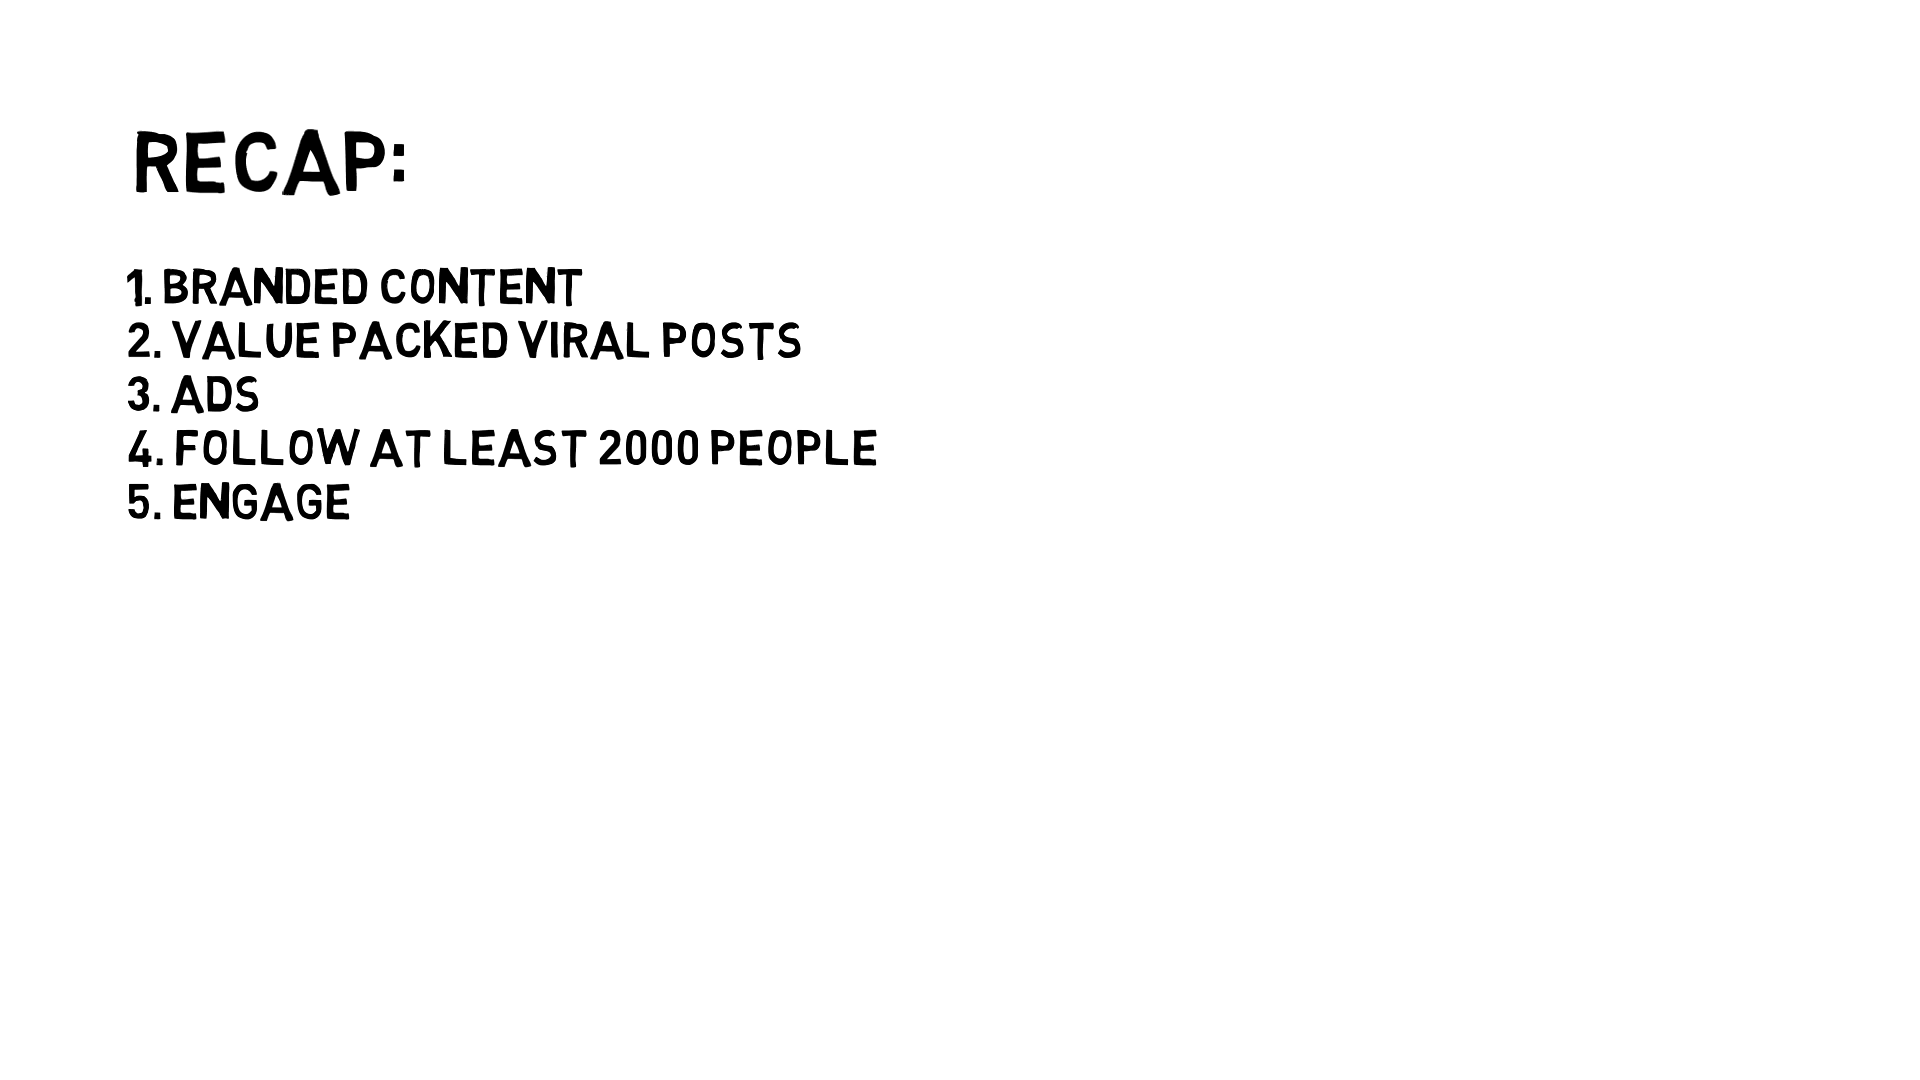 RECAP:
1. BRANDED CONTENT
2. VALUE PACKED VIRAL POSTS
3. ADS
4. FOLLOW AT LEAST 2000 PEOPLE
5. ENGAGE